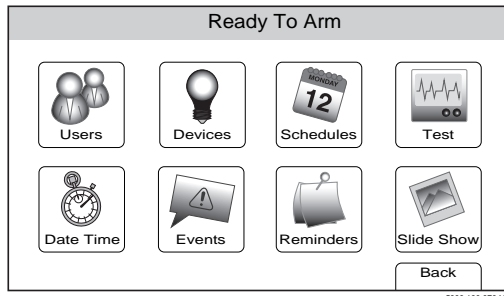 Ready To Arm
MONDAY
12
Users
Devices
Schedules
Test
Date Time
Events
Reminders
Slide Show
Back